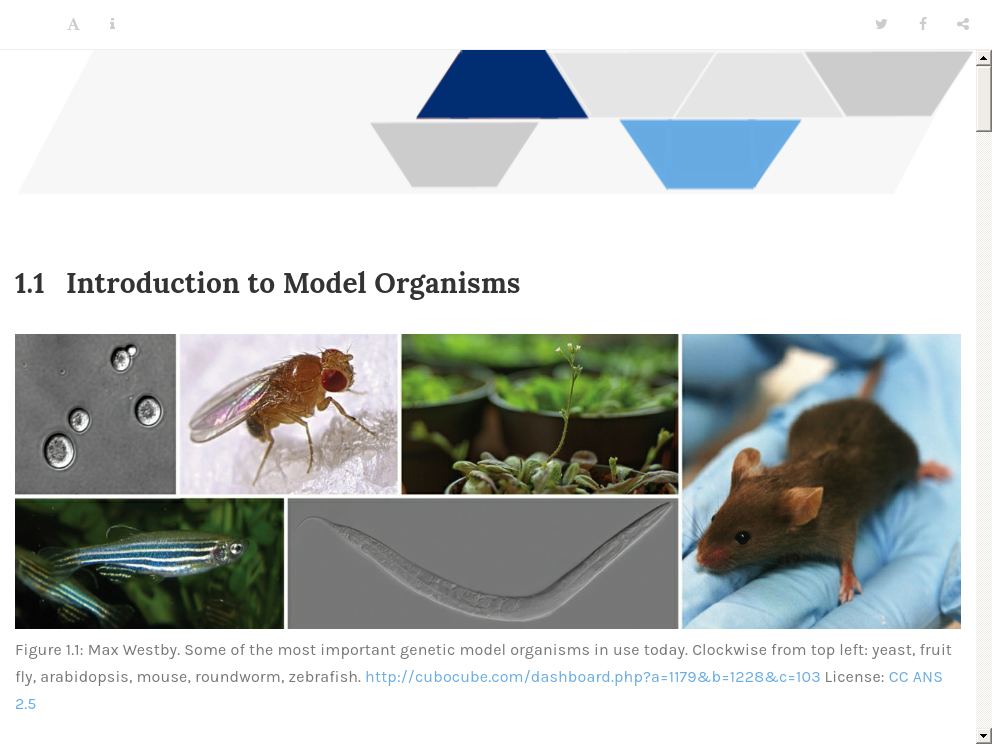 A
1.1 Introduction to Model Organisms
Figure 1.1: Max Westby. Some of the most important genetic model organisms in use today. Clockwise from top left: yeast, fruit
fly, arabidopsis, mouse, roundworm, zebrafish. http://cubocube.com/dashboard.php?a=1179&b=1228&c=103 License: CC ANS
2.5